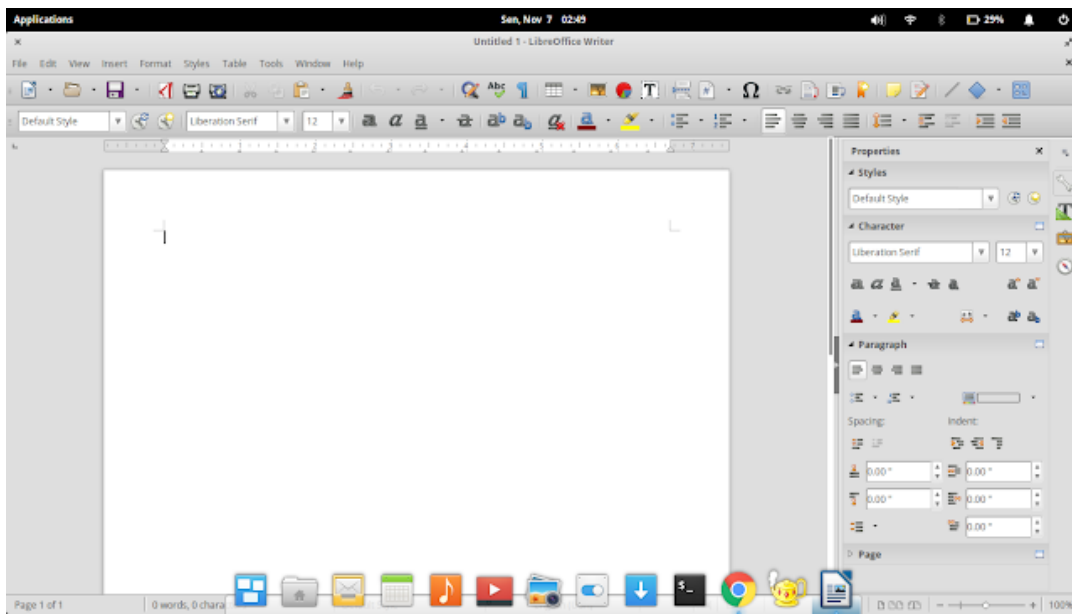 Applications Sen, Nov 7 02:49 29%
Untitled 1 - LibreOffice Writer
File Edit View Insert Format Styles Table Tools Window Help
Default Style Liberation Serif 12
Properties
Styles
Default Style
Character
Liberation Serif 12
Paragraph
Spacing: Indent:
0.00 " 0.00 "
0.00 " 0.00 "
0.00 "
Page
Page 1 of 1 0 words, 0 chara 100%